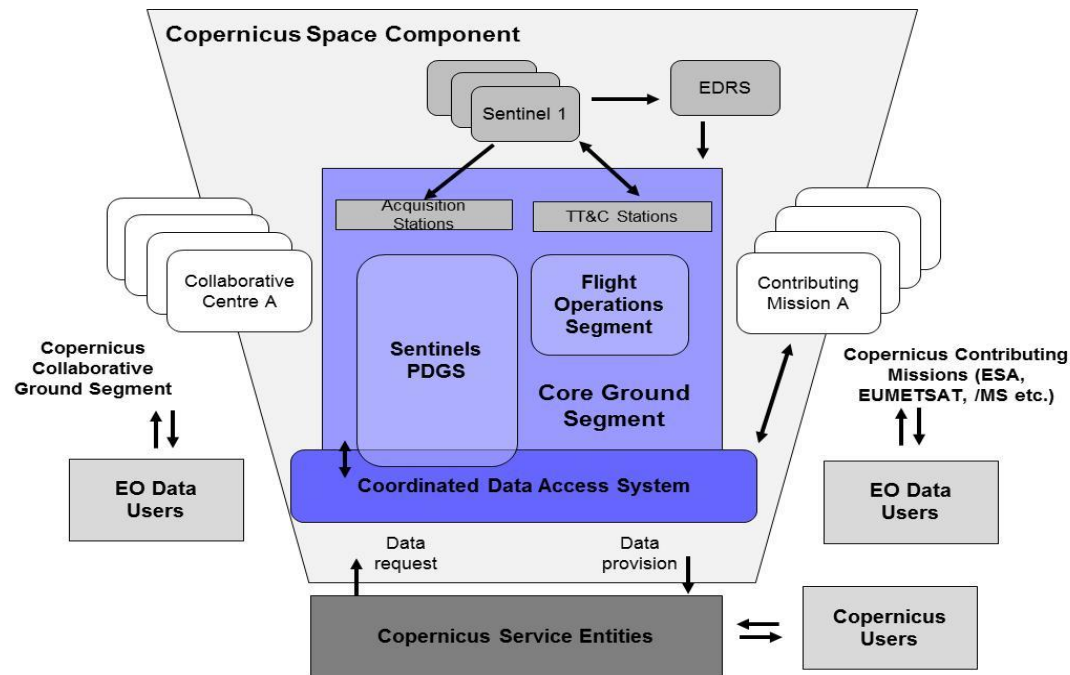 Copernicus Space Component
EDRS
Sentinel 1
Acquisition
Stations
TT&C Stations
Collaborative
Centre A
Contributing
Mission A
Flight
Operations
Segment
Sentinels
PDGS
Core Ground
Segment
Copernicus
Collaborative
Ground Segment
Copernicus Contributing
Missions (ESA,
EUMETSAT, /MS etc.)
EO Data
Users
Coordinated Data Access System
EO Data
Users
Data
request
Data
provision
Copernicus Service Entities
Copernicus
Users